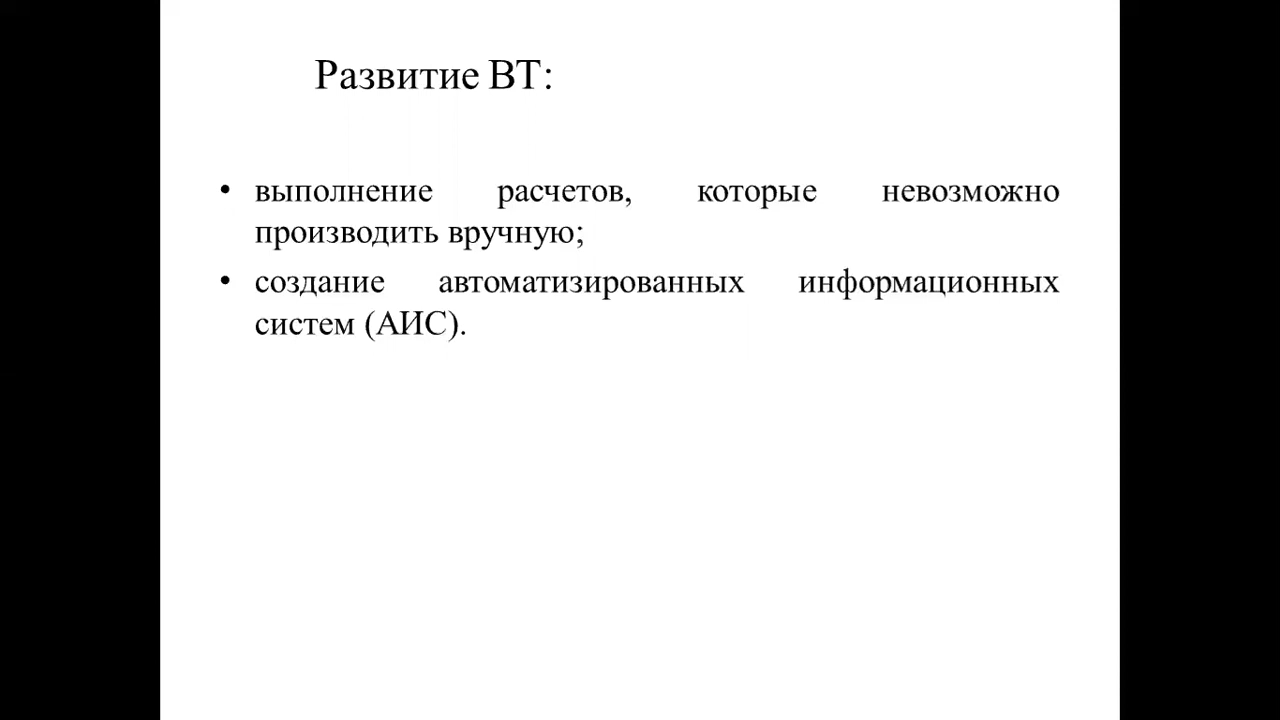 Развитие ВТ:
• выполнение расчетов, которые невозможно
производить вручную;
• создание автоматизированных информационных
систем (АИС).